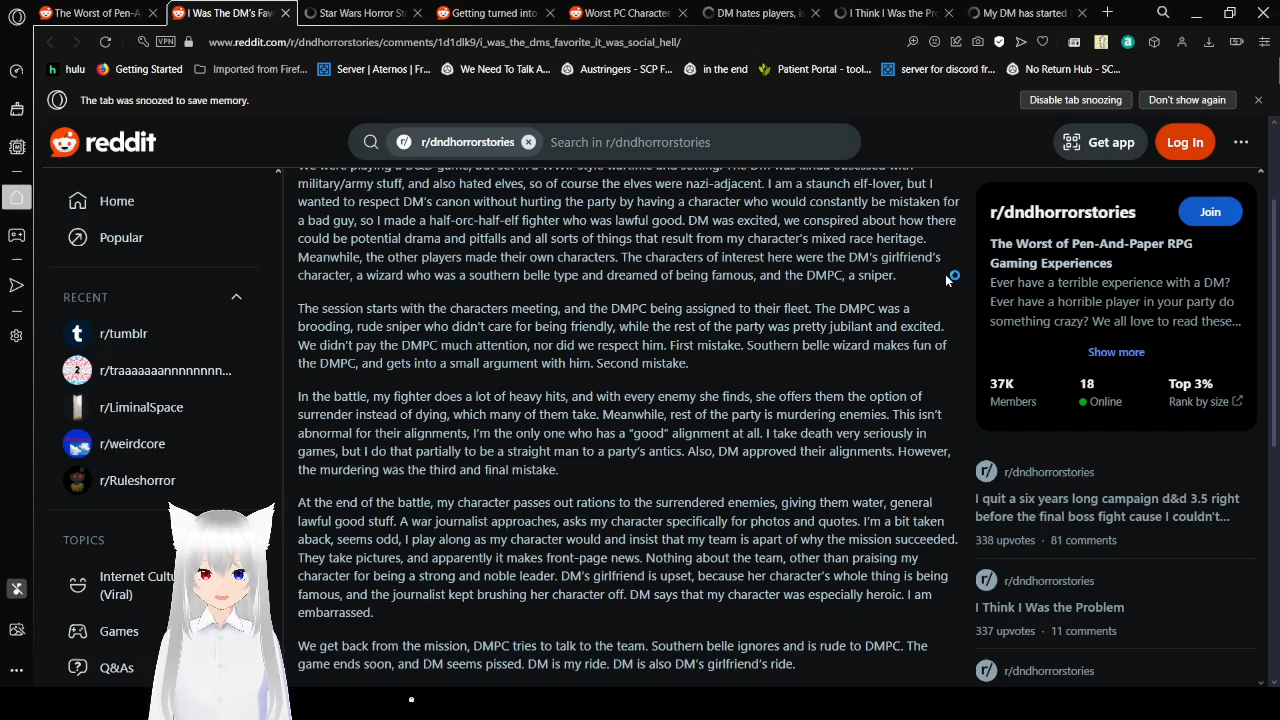 The Worst of Pen-A
I Was The DM's Fav
Star Wars Horror St
Getting turned into
Worst PC Character
DM hates players, is
I Think I Was the Pro
My DM has started
VPN
www.reddit.com/r/dndhorrorstories/comments/1d1dlk9/i_was_the_dms_favorite_it_was_social_hell/
hulu
Getting Started
Imported from Firef...
Server | Aternos | Fr...
We Need To Talk A...
Austringers - SCP F...
in the end
Patient Portal - tool...
server for discord fr...
No Return Hub - SC...
The tab was snoozed to save memory.
Disable tab snoozing
Don't show again
reddit
r/dndhorrorstories
Search in r/dndhorrorstories
Get app
Log In
Home
Popular
RECENT
r/tumblr
r/traaaaaaannnnnnnn...
r/LiminalSpace
r/weirdcore
r/Ruleshorror
TOPICS
Internet Cult
(Viral)
Games
Q&As
military/army stuff, and also hated elves, so of course the elves were nazi-adjacent. I am a staunch elf-lover, but I
wanted to respect DM's canon without hurting the party by having a character who would constantly be mistaken for
a bad guy, so I made a half-orc-half-elf fighter who was lawful good. DM was excited, we conspired about how there
could be potential drama and pitfalls and all sorts of things that result from my character's mixed race heritage.
Meanwhile, the other players made their own characters. The characters of interest here were the DM's girlfriend's
character, a wizard who was a southern belle type and dreamed of being famous, and the DMPC, a sniper.
The session starts with the characters meeting, and the DMPC being assigned to their fleet. The DMPC was a
brooding, rude sniper who didn't care for being friendly, while the rest of the party was pretty jubilant and excited.
We didn't pay the DMPC much attention, nor did we respect him. First mistake. Southern belle wizard makes fun of
the DMPC, and gets into a small argument with him. Second mistake.
In the battle, my fighter does a lot of heavy hits, and with every enemy she finds, she offers them the option of
surrender instead of dying, which many of them take. Meanwhile, rest of the party is murdering enemies. This isn't
abnormal for their alignments, I'm the only one who has a "good" alignment at all. I take death very seriously in
games, but I do that partially to be a straight man to a party's antics. Also, DM approved their alignments. However,
the murdering was the third and final mistake.
At the end of the battle, my character passes out rations to the surrendered enemies, giving them water, general
lawful good stuff. A war journalist approaches, asks my character specifically for photos and quotes. I'm a bit taken
aback, seems odd, I play along as my character would and insist that my team is apart of why the mission succeeded.
They take pictures, and apparently it makes front-page news. Nothing about the team, other than praising my
character for being a strong and noble leader. DM's girlfriend is upset, because her character's whole thing is being
famous, and the journalist kept brushing her character off. DM says that my character was especially heroic. I am
embarrassed.
We get back from the mission, DMPC tries to talk to the team. Southern belle ignores and is rude to DMPC. The
game ends soon, and DM seems pissed. DM is my ride. DM is also DM's girlfriend's ride.
r/dndhorrorstories
Join
The Worst of Pen-And-Paper RPG
Gaming Experiences
Ever have a terrible experience with a DM?
Ever have a horrible player in your party do
something crazy? We all love to read these...
Show more
37K
Members
18
Online
Top 3%
Rank by size
r/dndhorrorstories
I quit a six years long campaign d&d 3.5 right
before the final boss fight cause I couldn't...
338 upvotes · 81 comments
r/dndhorrorstories
I Think I Was the Problem
337 upvotes · 11 comments
r/dndhorrorstories